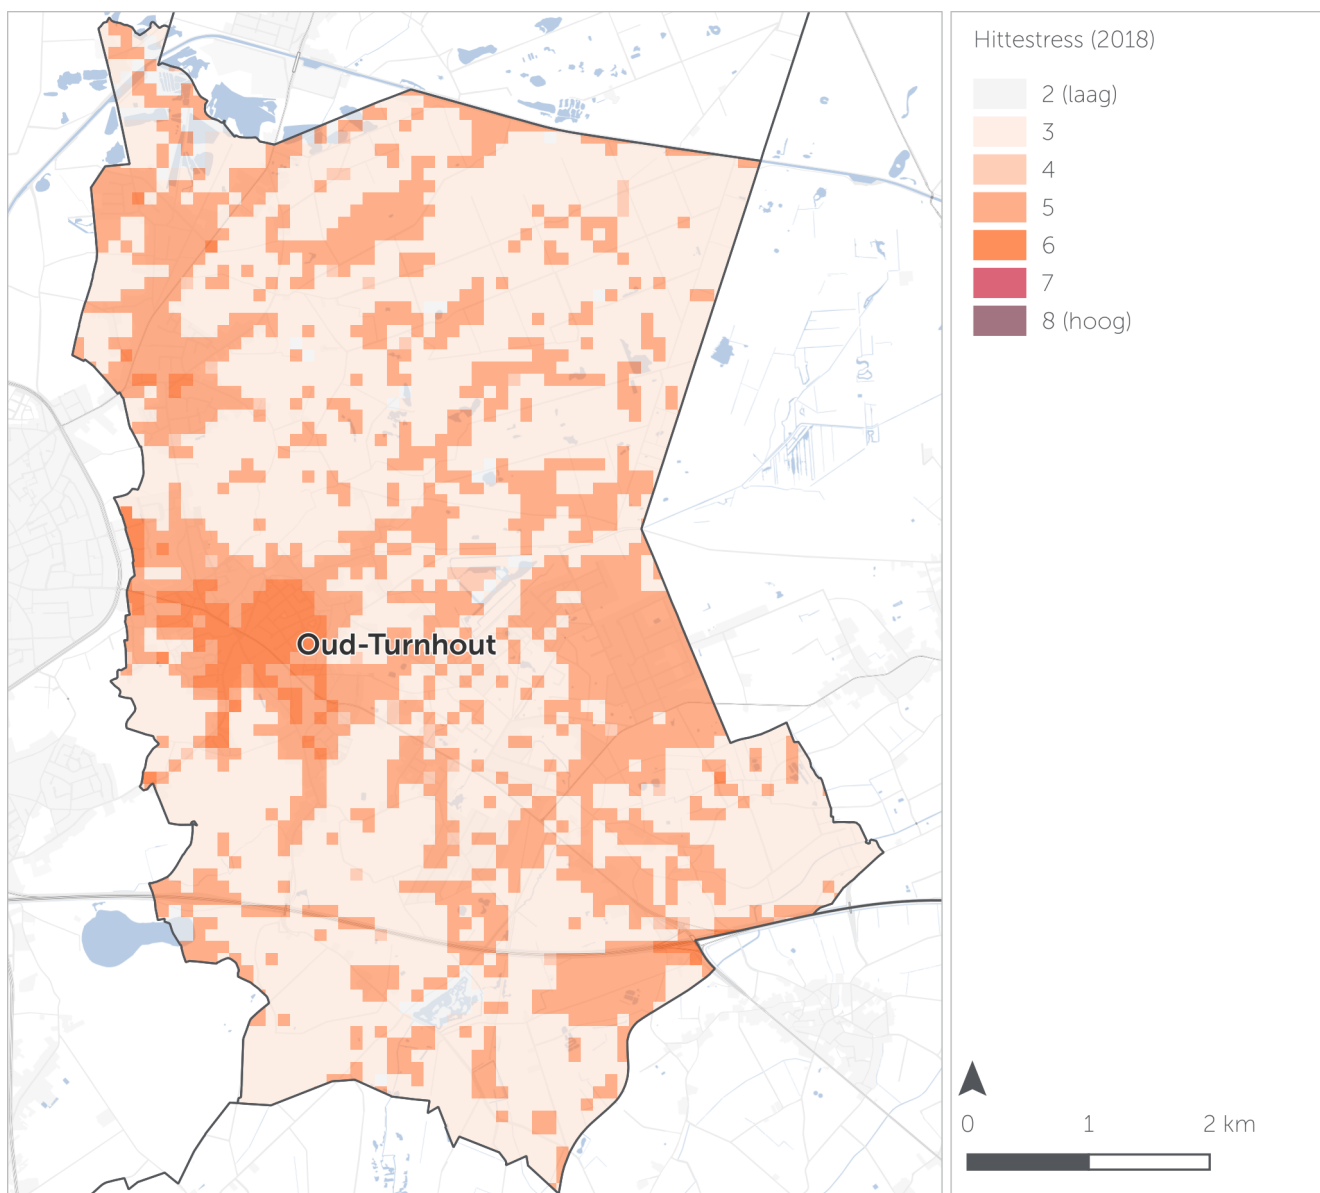 Hittestress (2018)
2 (laag)
3
4
5
6
7
8 (hoog)
Oud-Turnhout
0 1 2 km